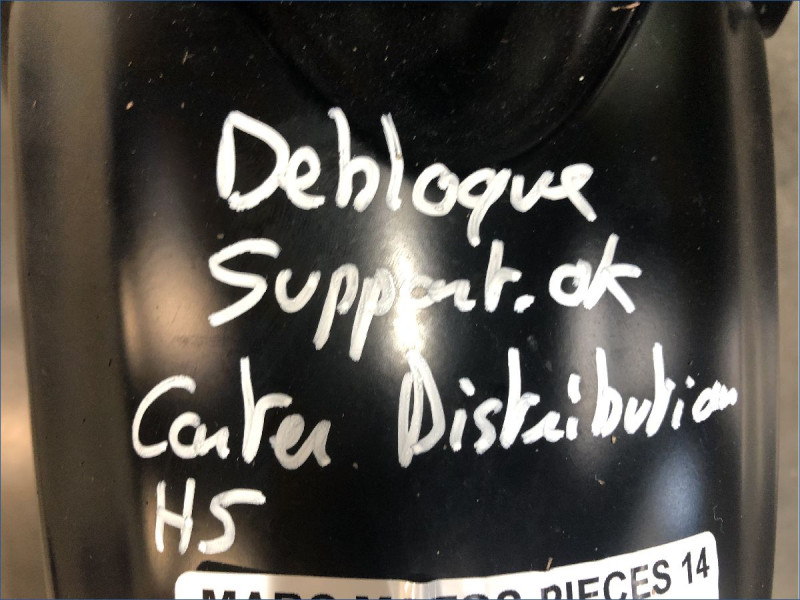 Debloque
Support. ok
Carter Distribution
HS
PIECES 14